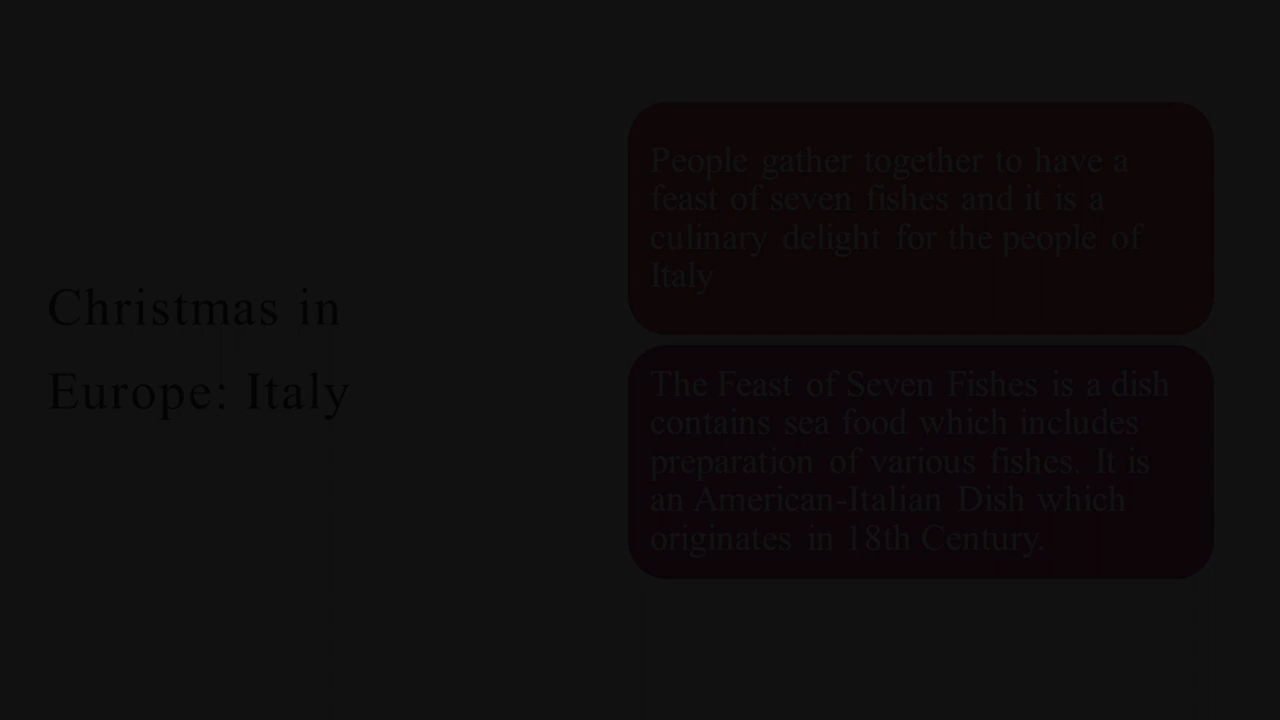 Christmas in
Europe: Italy
People gather together to have a
feast of seven fishes and it is a
culinary delight for the people of
Italy
The Feast of Seven Fishes is a dish
contains sea food which includes
preparation of various fishes. It is
an American-Italian Dish which
originates in 18th Century.